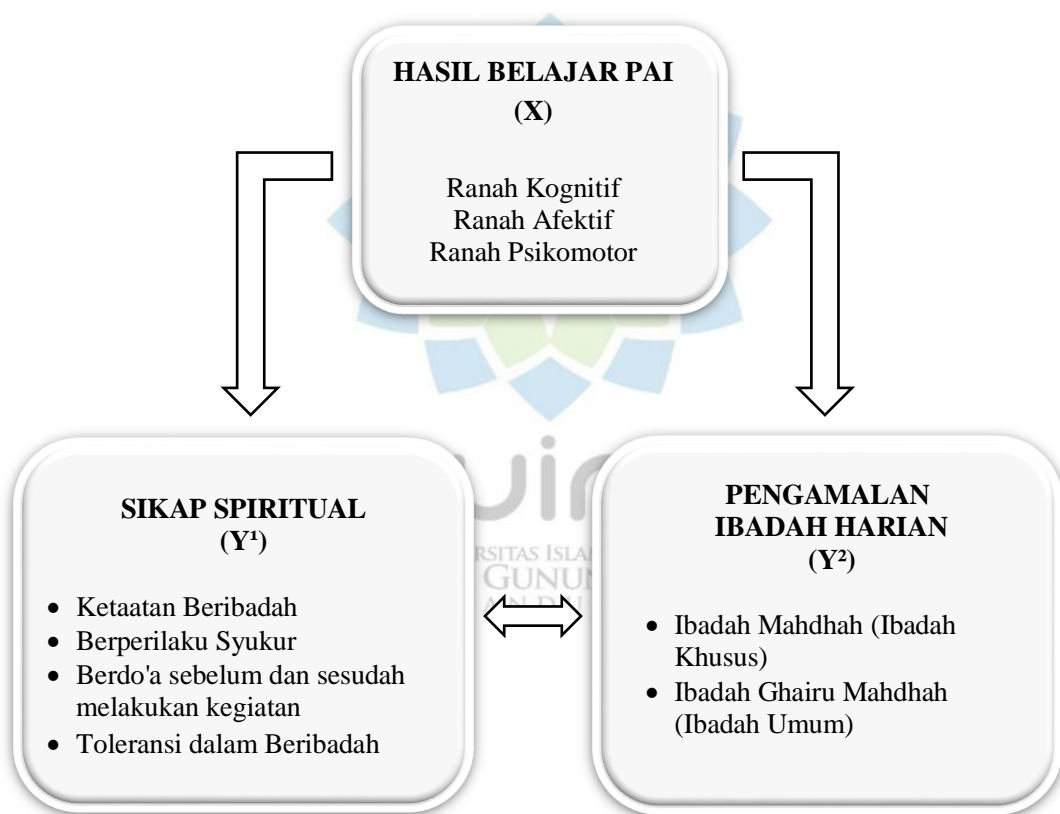 HASIL BELAJAR PAI
(X)
Ranah Kognitif
Ranah Afektif
Ranah Psikomotor
SIKAP SPIRITUAL
(Y¹)
• Ketaatan Beribadah
• Berperilaku Syukur
• Berdo'a sebelum dan sesudah
melakukan kegiatan
• Toleransi dalam Beribadah
PENGAMALAN
IBADAH HARIAN
(Y²)
• Ibadah Mahdhah (Ibadah
Khusus)
• Ibadah Ghairu Mahdhah
(Ibadah Umum)